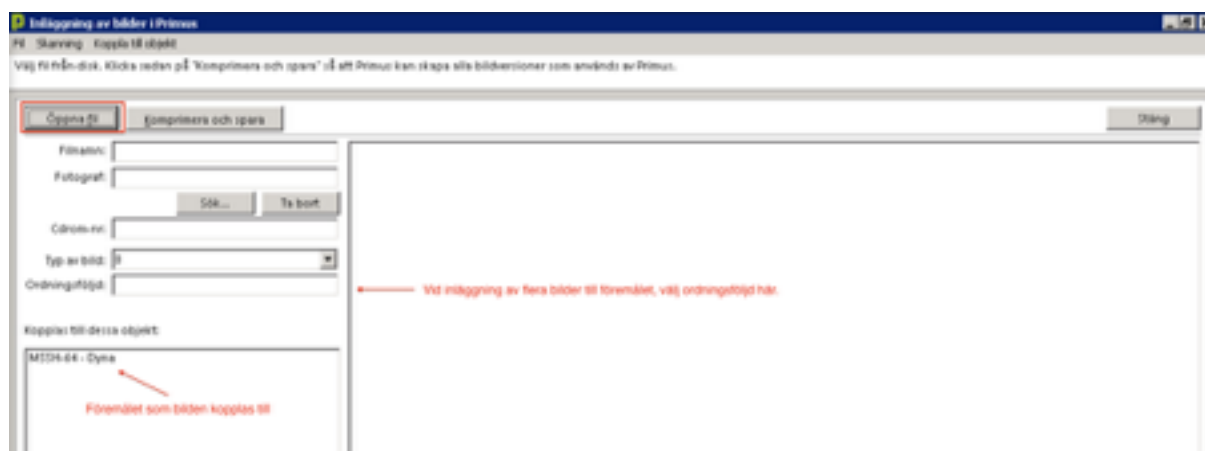 Inläggning av bilder i Primus
Fil Skanning Koppla till objekt
Välj fil från disk. Klicka sedan på "Komprimera och spara" så att Primus kan skapa alla bildversioner som används av Primus.
Öppna fil Komprimera och spara Stäng
Filnamn:
Fotograf:
Sök... Ta bort
Cdrom-nr:
Typ av bild:
Ordningsföljd:
Vid inläggning av flera bilder till föremålet, välj ordningsföljd här.
Kopplas till dessa objekt:
- Dyna
Föremålet som bilden kopplas till